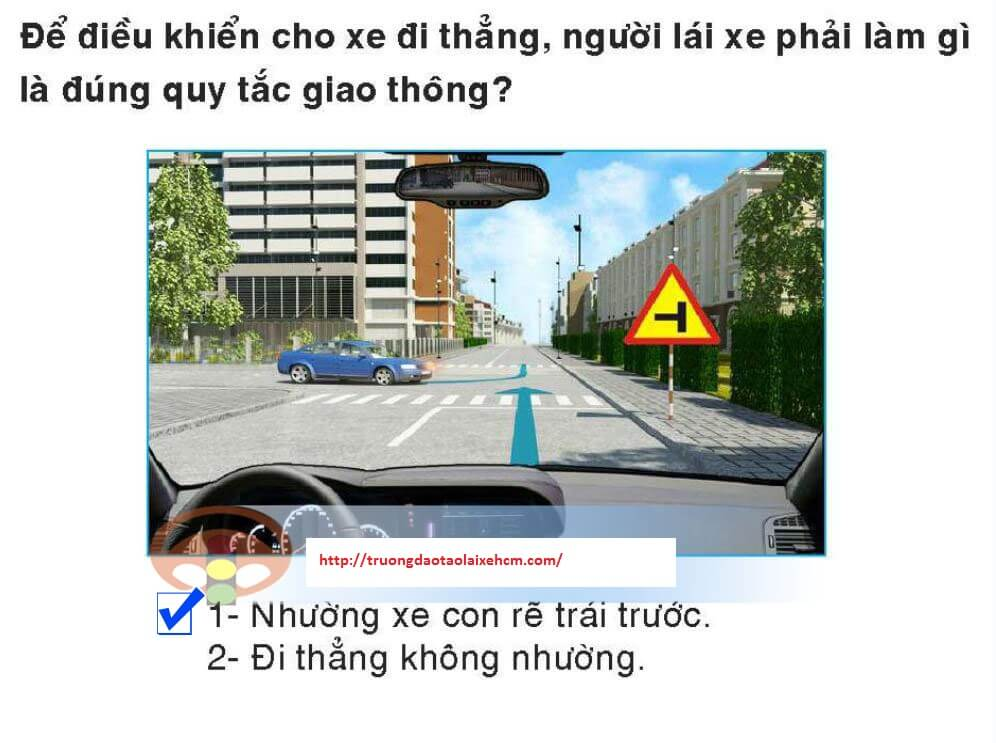 Để điều khiển cho xe đi thẳng, người lái xe phải làm gì
là đúng quy tắc giao thông?
http://truongdaotaolaixehcm.com/
1- Nhường xe con rẽ trái trước.
2- Đi thẳng không nhường.